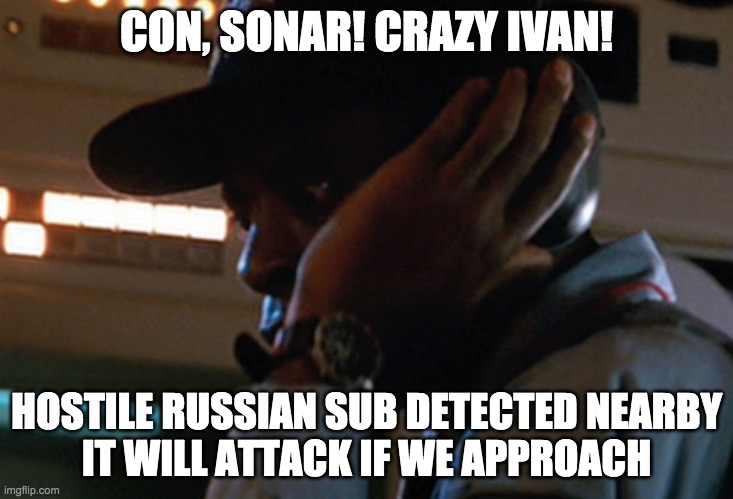 CON, SONAR! CRAZY IVAN!
HOSTILE RUSSIAN SUB DETECTED NEARBY
IT WILL ATTACK IF WE APPROACH
imgflip.com